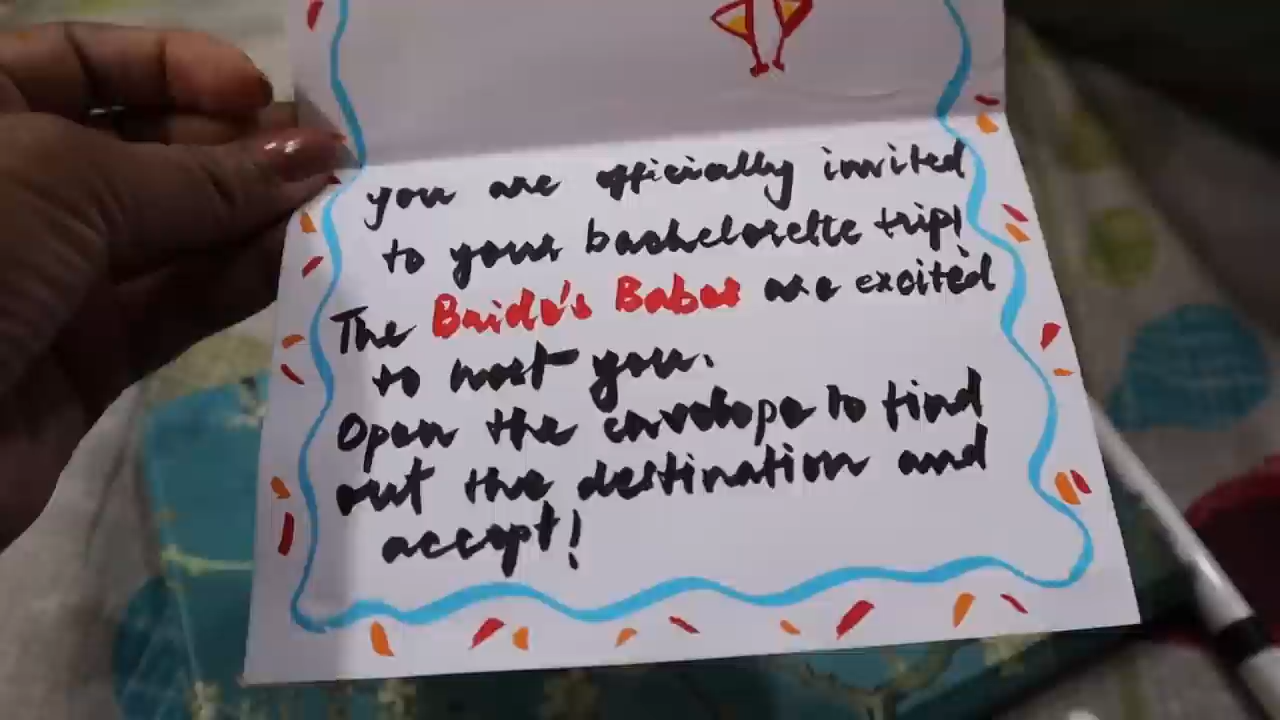 you are officially invited
to your bachelorette trip!
The Bride's Babes are excited
to host you.
Open the envelope to find
out the destination and
accept!